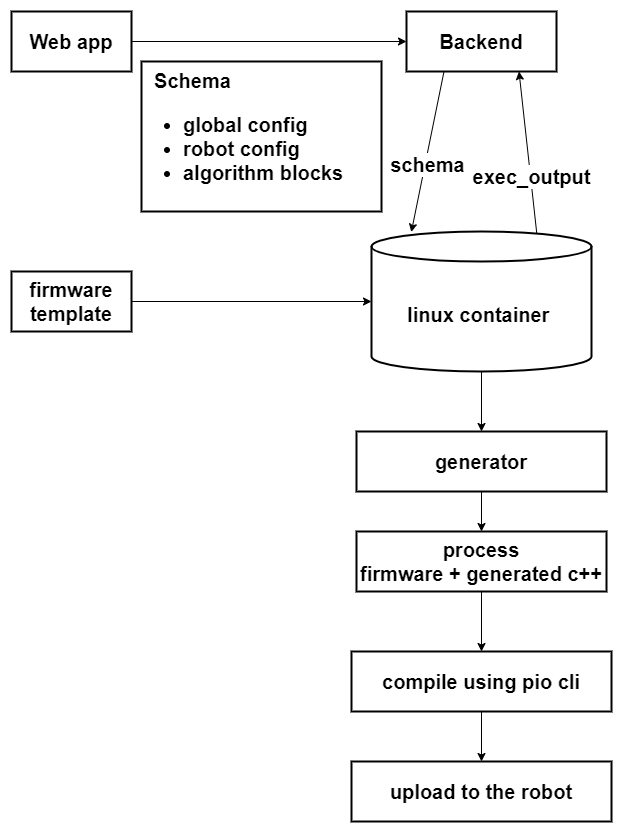 Web app
Backend
Schema
• global config
• robot config
• algorithm blocks
schema
exec_output
firmware
template
linux container
generator
process
firmware + generated c++
compile using pio cli
upload to the robot